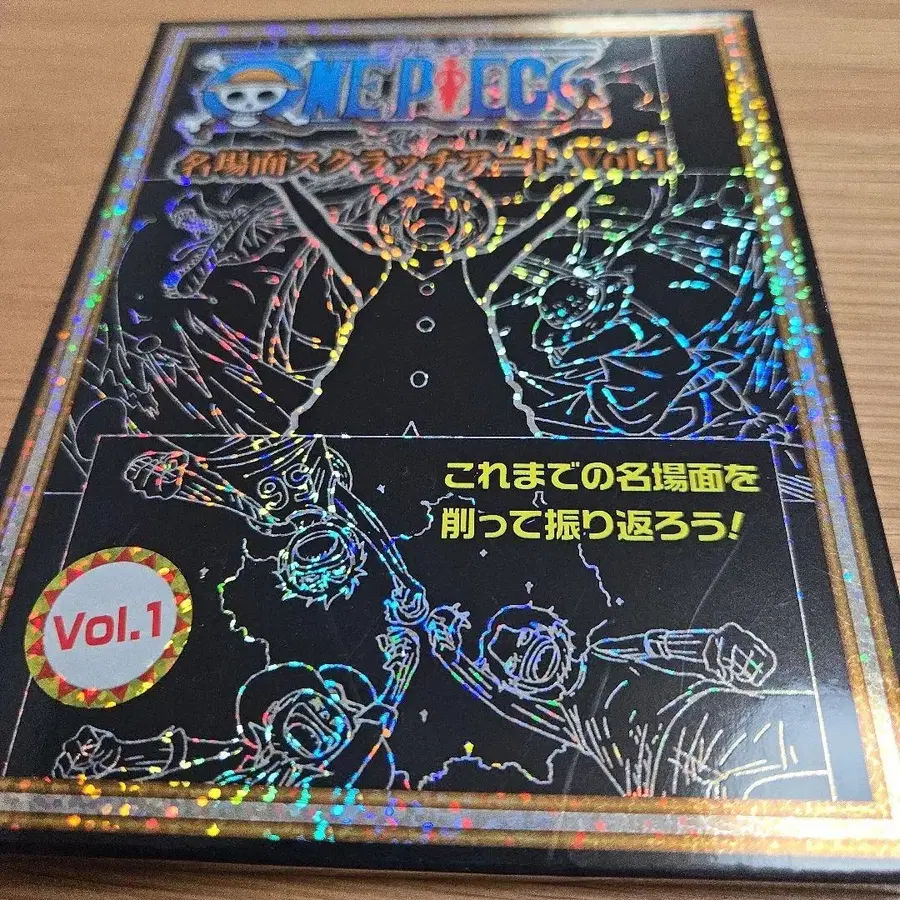 ONE PIECE
名場面スクラッチアート Vol.1
これまでの名場面を
削って振り返ろう!
Vol.1